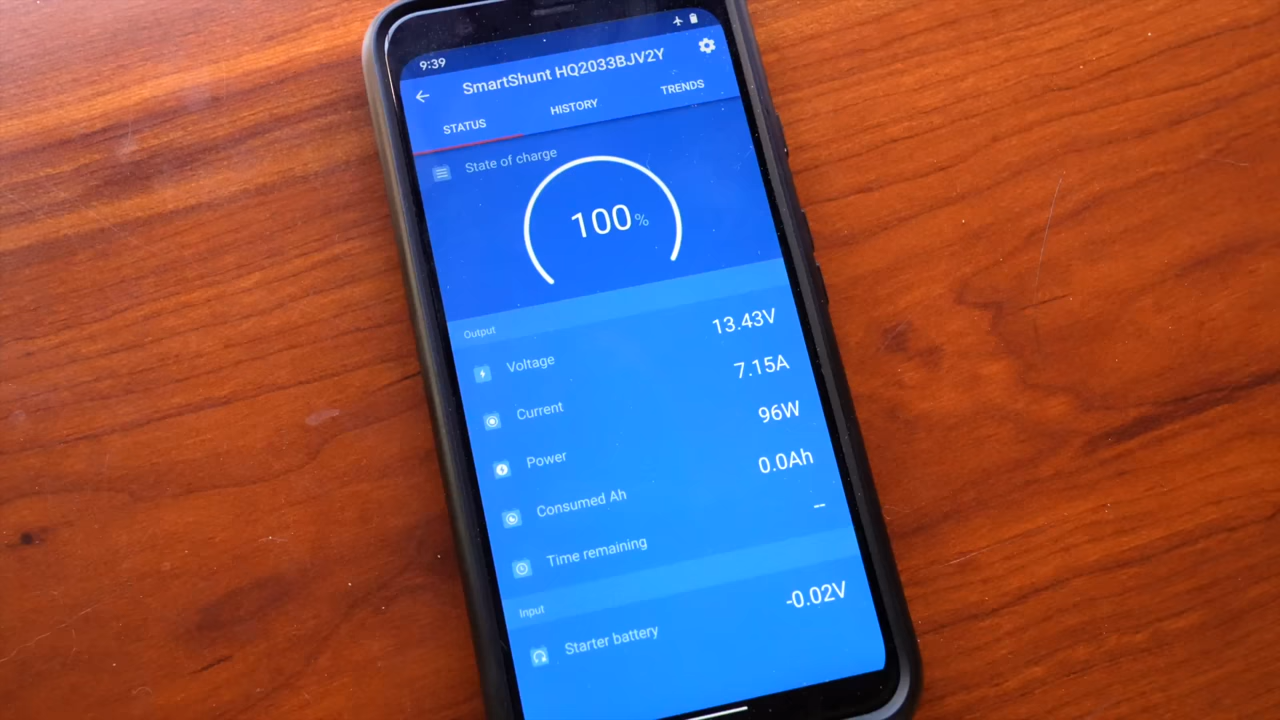 9:39
SmartShunt HQ2033BJV2Y
STATUS HISTORY TRENDS
State of charge
100%
Output
Voltage 13.43V
Current 7.15A
Power 96W
Consumed Ah 0.0Ah
Time remaining --
Input
Starter battery -0.02V